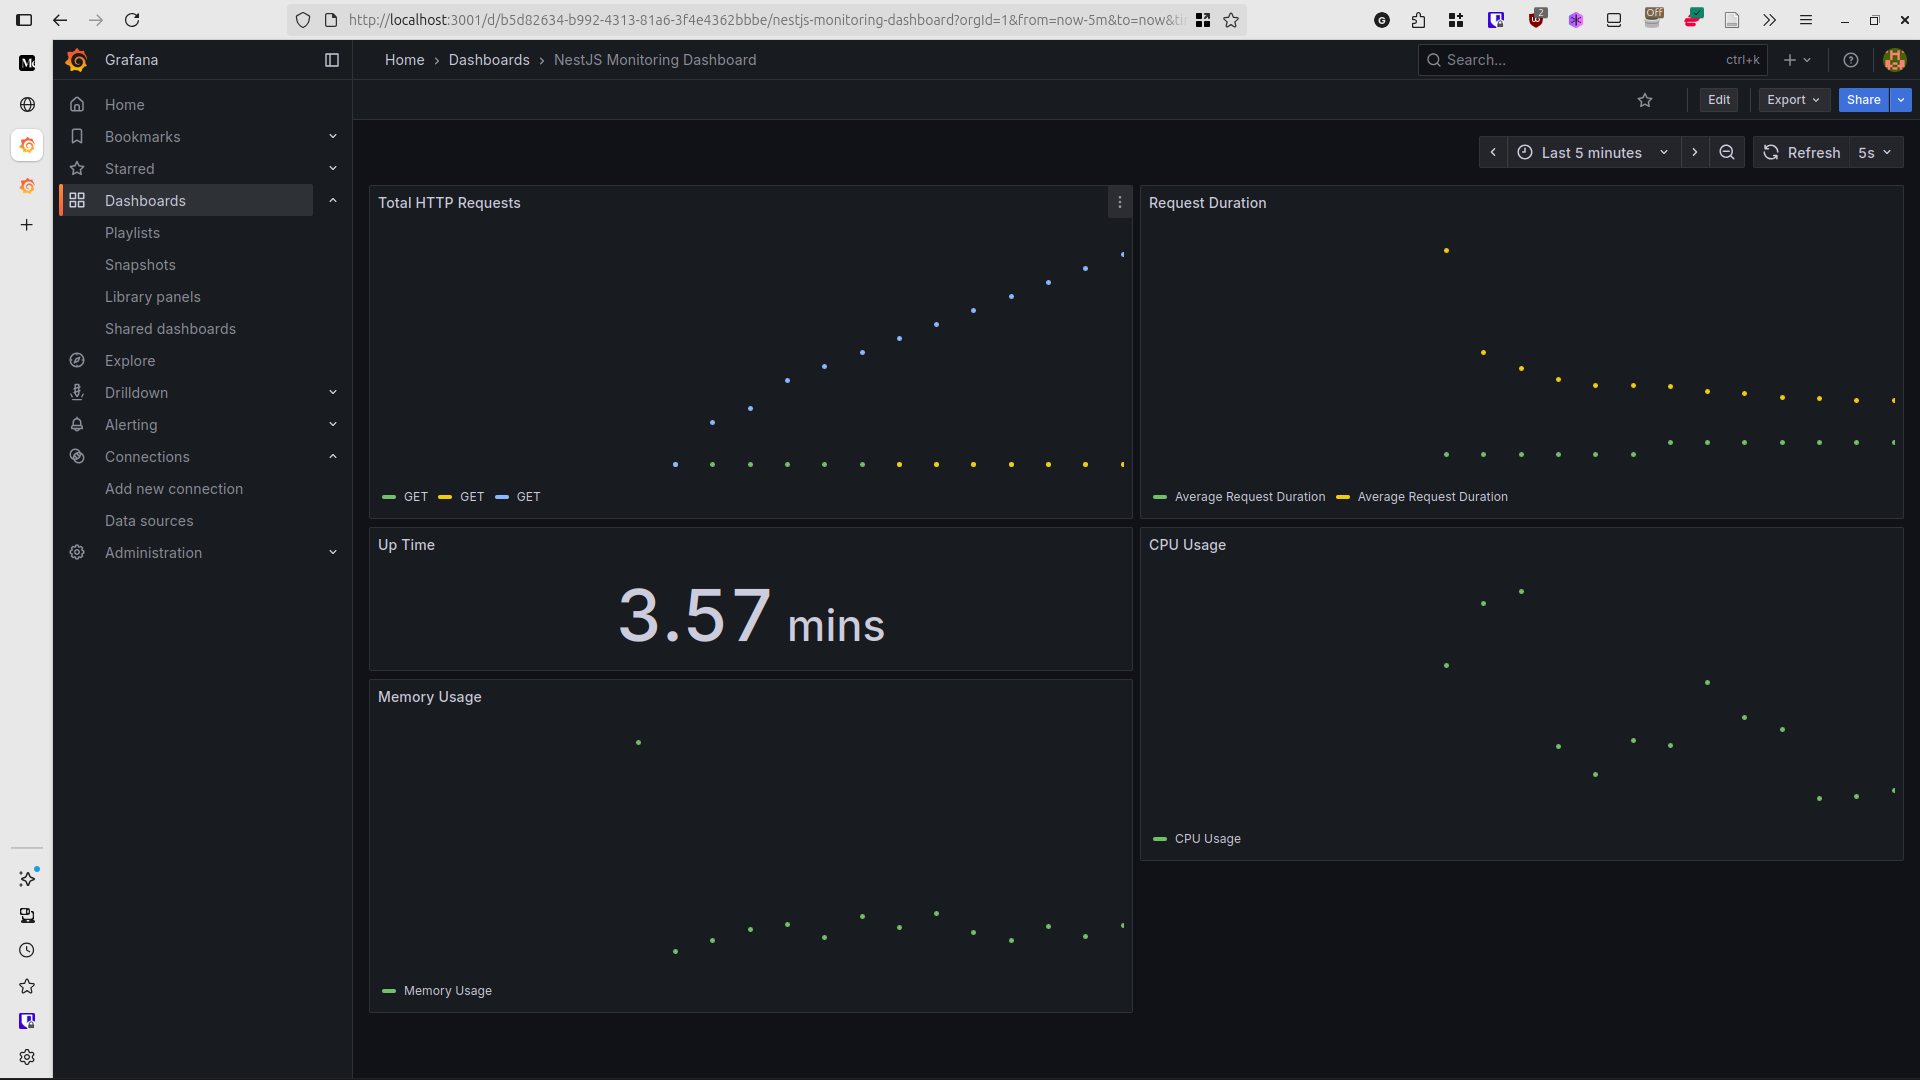 http://localhost:3001/d/b5d82634-b992-4313-81a6-3f4e4362bbbe/nestjs-monitoring-dashboard?orgId=1&from=now-5m&to=now&ti
2
Off
Grafana
Home › Dashboards › NestJS Monitoring Dashboard
Search...
ctrl+k
Edit
Export
Share
Home
Bookmarks
Starred
Dashboards
Playlists
Snapshots
Library panels
Shared dashboards
Explore
Drilldown
Alerting
Connections
Add new connection
Data sources
Administration
Last 5 minutes
Refresh
5s
Total HTTP Requests
GET GET GET
Request Duration
Average Request Duration Average Request Duration
Up Time
3.57 mins
CPU Usage
CPU Usage
Memory Usage
Memory Usage